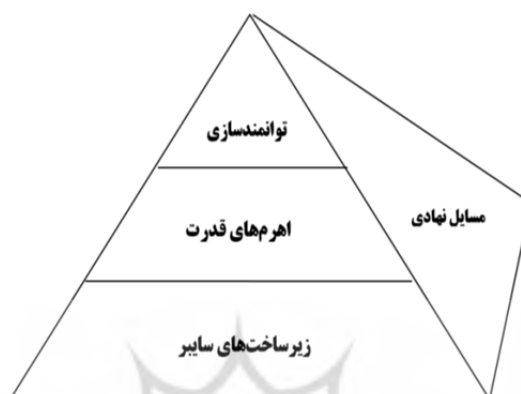 توانمندسازی
اهرم‌های قدرت
مسایل نهادی
زیرساخت‌های سایبر